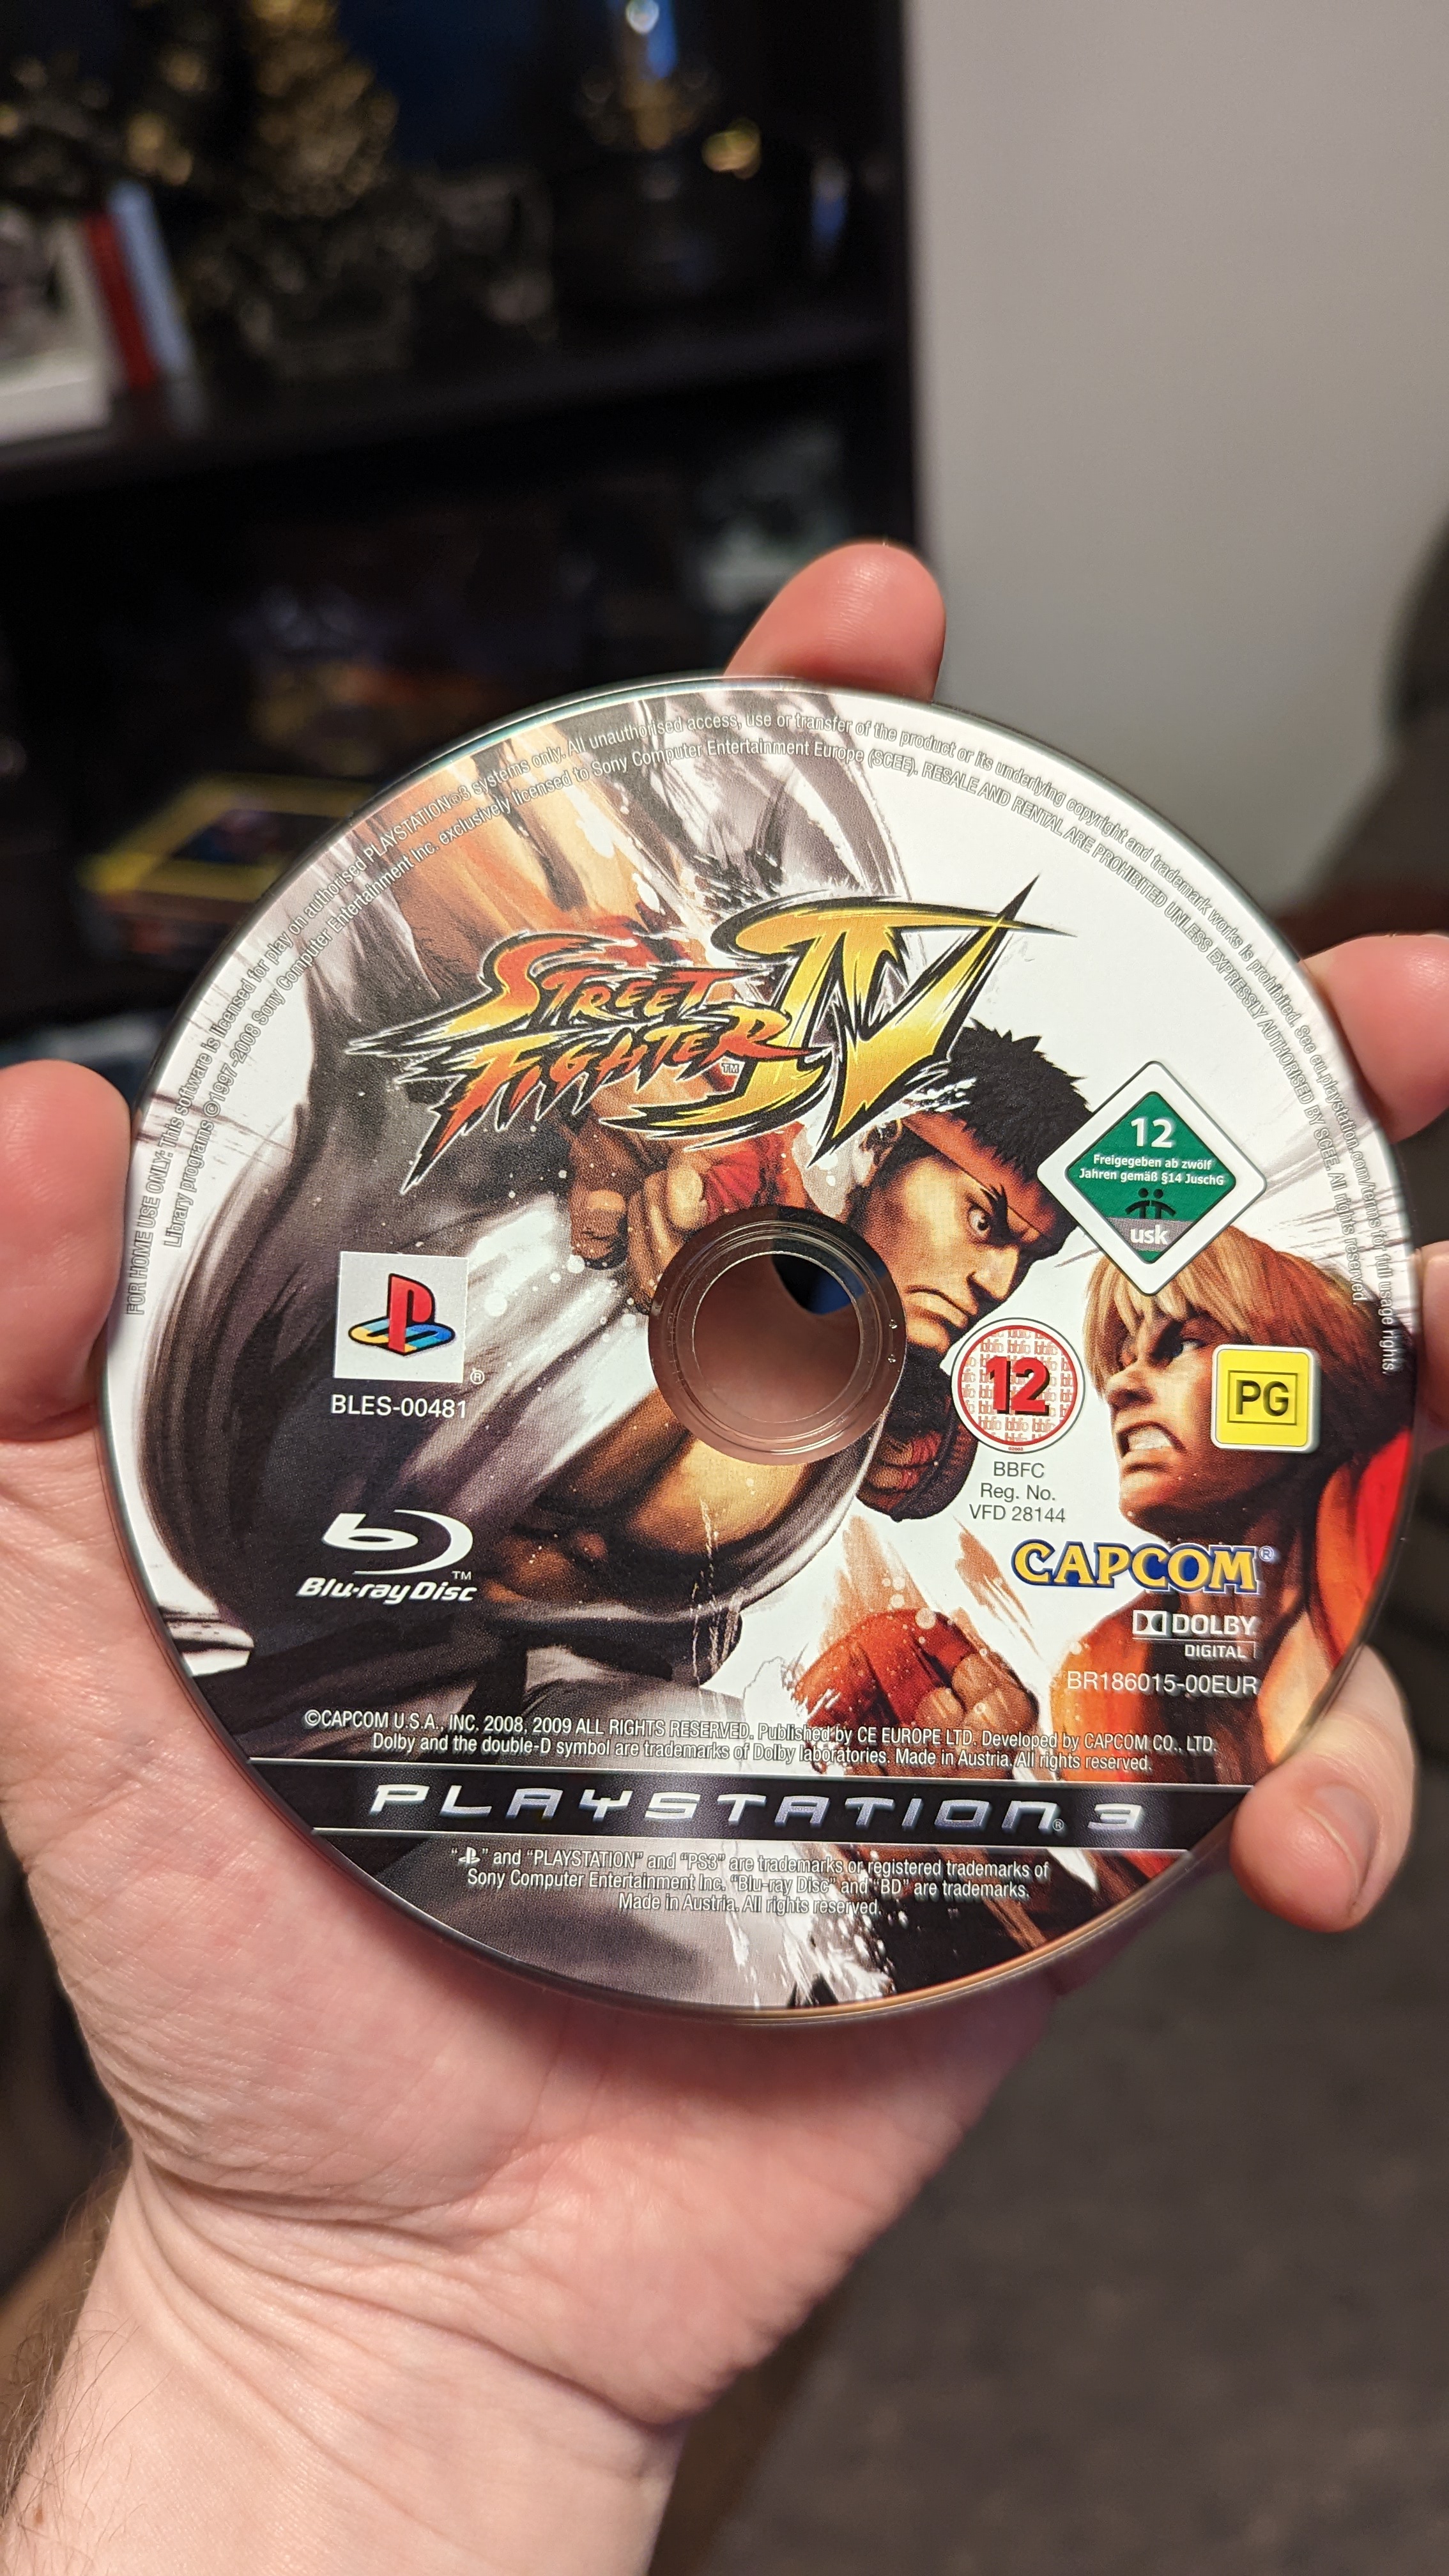 FOR HOME USE ONLY: This software is licensed for play on authorised PLAYSTATION®3 systems only. All unauthorised access, use or transfer of the product or its underlying copyright and trademark works is prohibited. See eu.playstation.com/terms for full usage rights.
Library programs ©1997-2008 Sony Computer Entertainment Inc. exclusively licensed to Sony Computer Entertainment Europe (SCEE). RESALE AND RENTAL ARE PROHIBITED UNLESS EXPRESSLY AUTHORISED BY SCEE. All rights reserved.
STREET
FIGHTER™
IV
12
Freigegeben ab zwölf
Jahren gemäß §14 JuschG
usk
®
BLES-00481
bbfc
12
PG
BBFC
Reg. No.
VFD 28144
Blu-ray Disc™
CAPCOM®
DOLBY
DIGITAL
BR186015-00EUR
©CAPCOM U.S.A., INC. 2008, 2009 ALL RIGHTS RESERVED. Published by CE EUROPE LTD. Developed by CAPCOM CO., LTD.
Dolby and the double-D symbol are trademarks of Dolby laboratories. Made in Austria. All rights reserved.
PLAYSTATION®3
“ ” and “PLAYSTATION” and “PS3” are trademarks or registered trademarks of
Sony Computer Entertainment Inc. “Blu-ray Disc” and “BD” are trademarks.
Made in Austria. All rights reserved.